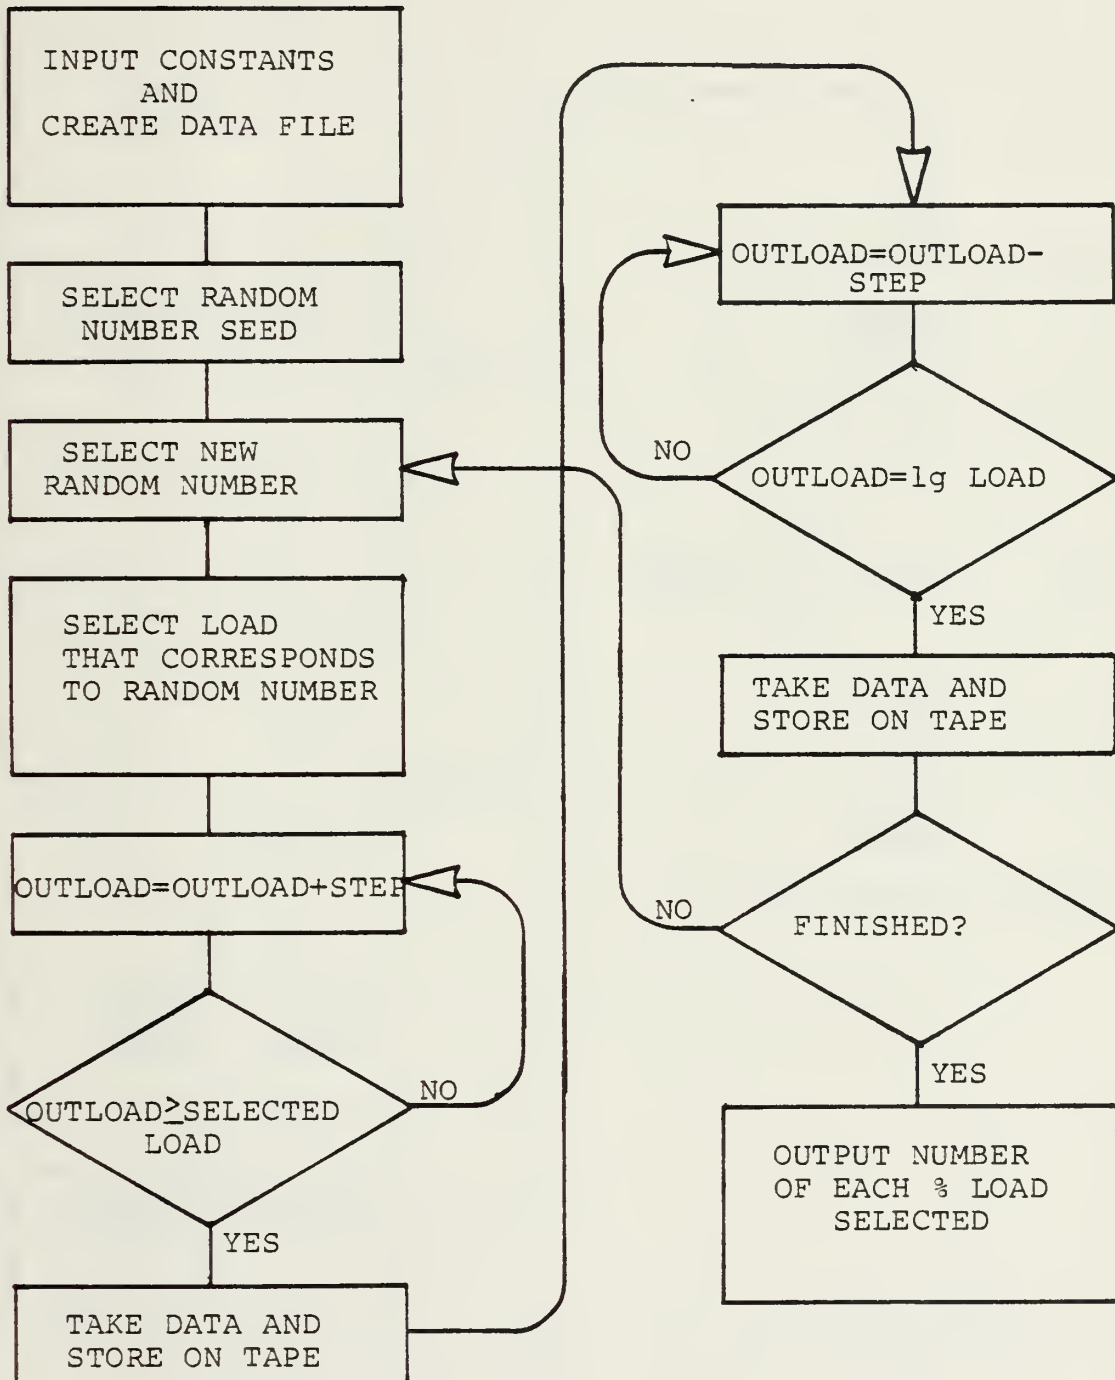 INPUT CONSTANTS
AND
CREATE DATA FILE
SELECT RANDOM
NUMBER SEED
SELECT NEW
RANDOM NUMBER
SELECT LOAD
THAT CORRESPONDS
TO RANDOM NUMBER
OUTLOAD=OUTLOAD+STEP
OUTLOAD≥SELECTED
LOAD
NO
YES
TAKE DATA AND
STORE ON TAPE
OUTLOAD=OUTLOAD-
STEP
NO
OUTLOAD=1g LOAD
YES
TAKE DATA AND
STORE ON TAPE
NO
FINISHED?
YES
OUTPUT NUMBER
OF EACH % LOAD
SELECTED